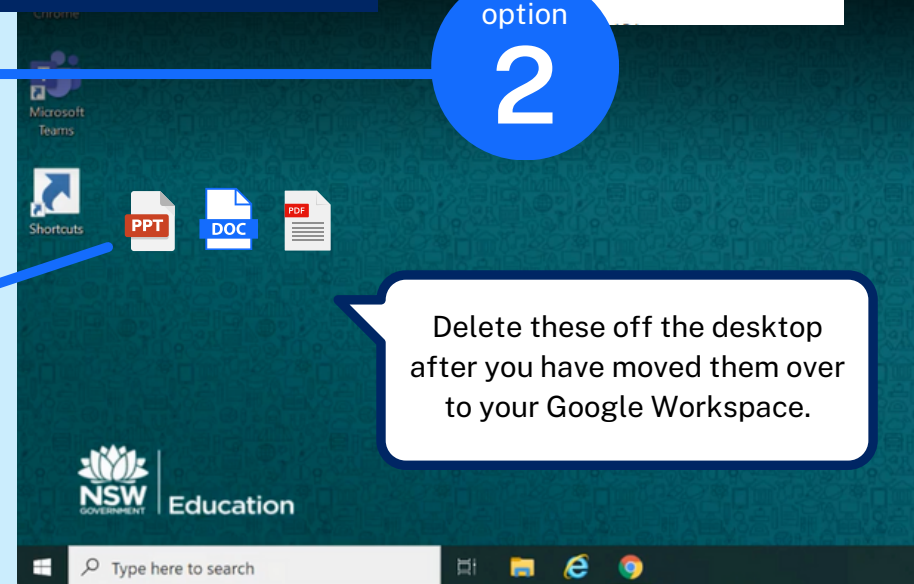 option
2
Chrome
Microsoft
Teams
Shortcuts
PPT
DOC
PDF
Delete these off the desktop
after you have moved them over
to your Google Workspace.
NSW
GOVERNMENT
Education
Type here to search